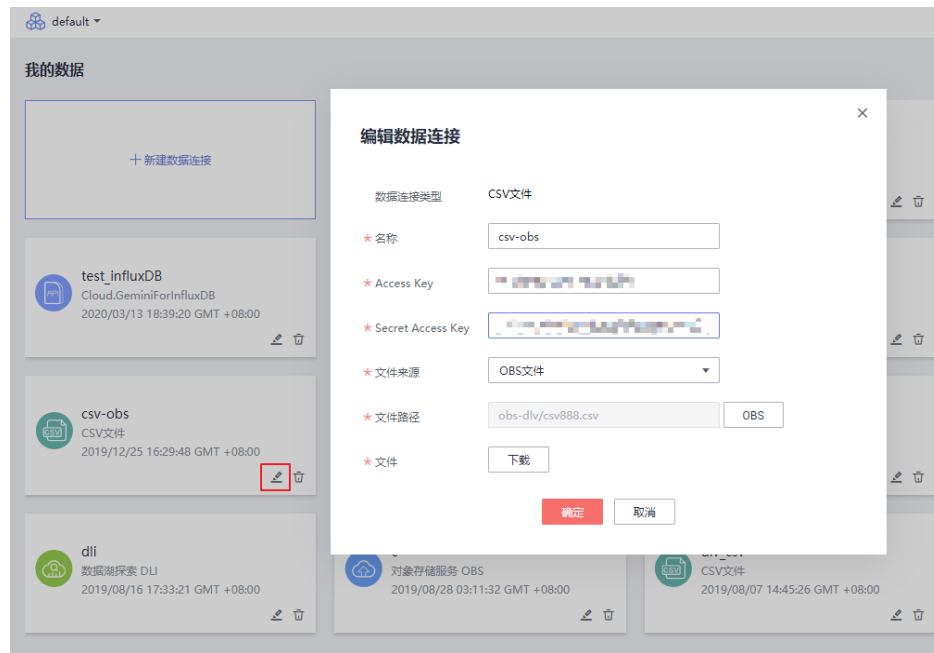 default
我的数据
新建数据连接
test_influxDB
Cloud.GeminiForInfluxDB
2020/03/13 18:39:20 GMT +08:00
csv-obs
CSV
CSV文件
2019/12/25 16:29:48 GMT +08:00
dli
数据湖探索 DLI
2019/08/16 17:33:21 GMT +08:00
对象存储服务 OBS
2019/08/28 03:11:32 GMT +08:00
CSV
CSV文件
2019/08/07 14:45:26 GMT +08:00
编辑数据连接
数据连接类型 CSV文件
* 名称 csv-obs
* Access Key
* Secret Access Key
* 文件来源 OBS文件
* 文件路径 obs-dlv/csv888.csv OBS
* 文件 下载
确定 取消